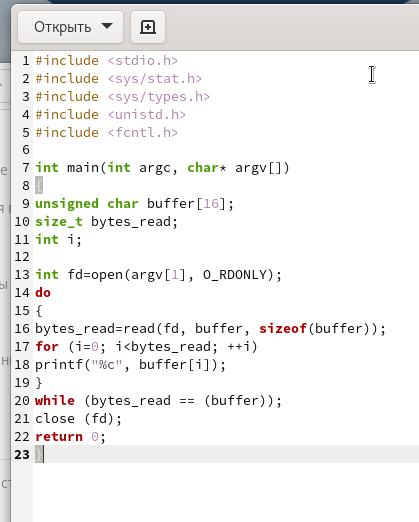 Открыть
1 #include <stdio.h>
2 #include <sys/stat.h>
3 #include <sys/types.h>
4 #include <unistd.h>
5 #include <fcntl.h>
6
7 int main(int argc, char* argv[])
8 {
9 unsigned char buffer[16];
10 size_t bytes_read;
11 int i;
12
13 int fd=open(argv[1], O_RDONLY);
14 do
15 {
16 bytes_read=read(fd, buffer, sizeof(buffer));
17 for (i=0; i<bytes_read; ++i)
18 printf("%c", buffer[i]);
19 }
20 while (bytes_read == (buffer));
21 close (fd);
22 return 0;
23 }